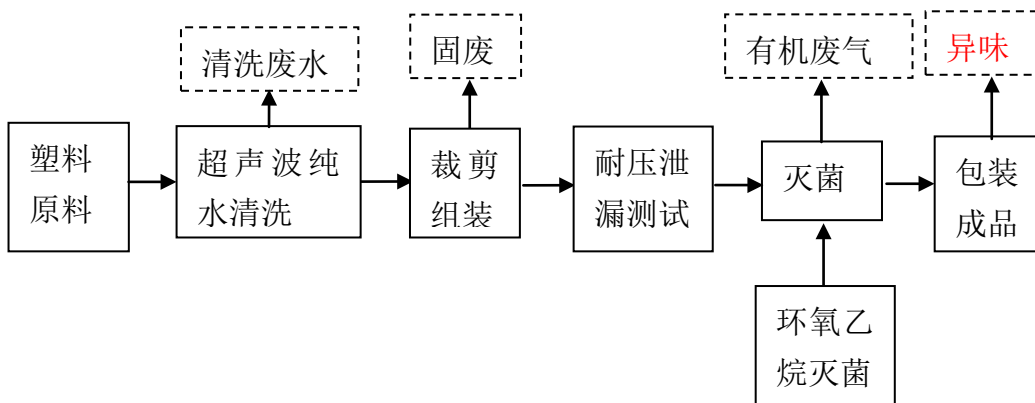 清洗废水
固废
有机废气
异味
塑料
原料
超声波纯
水清洗
裁剪
组装
耐压泄
漏测试
灭菌
包装
成品
环氧乙
烷灭菌